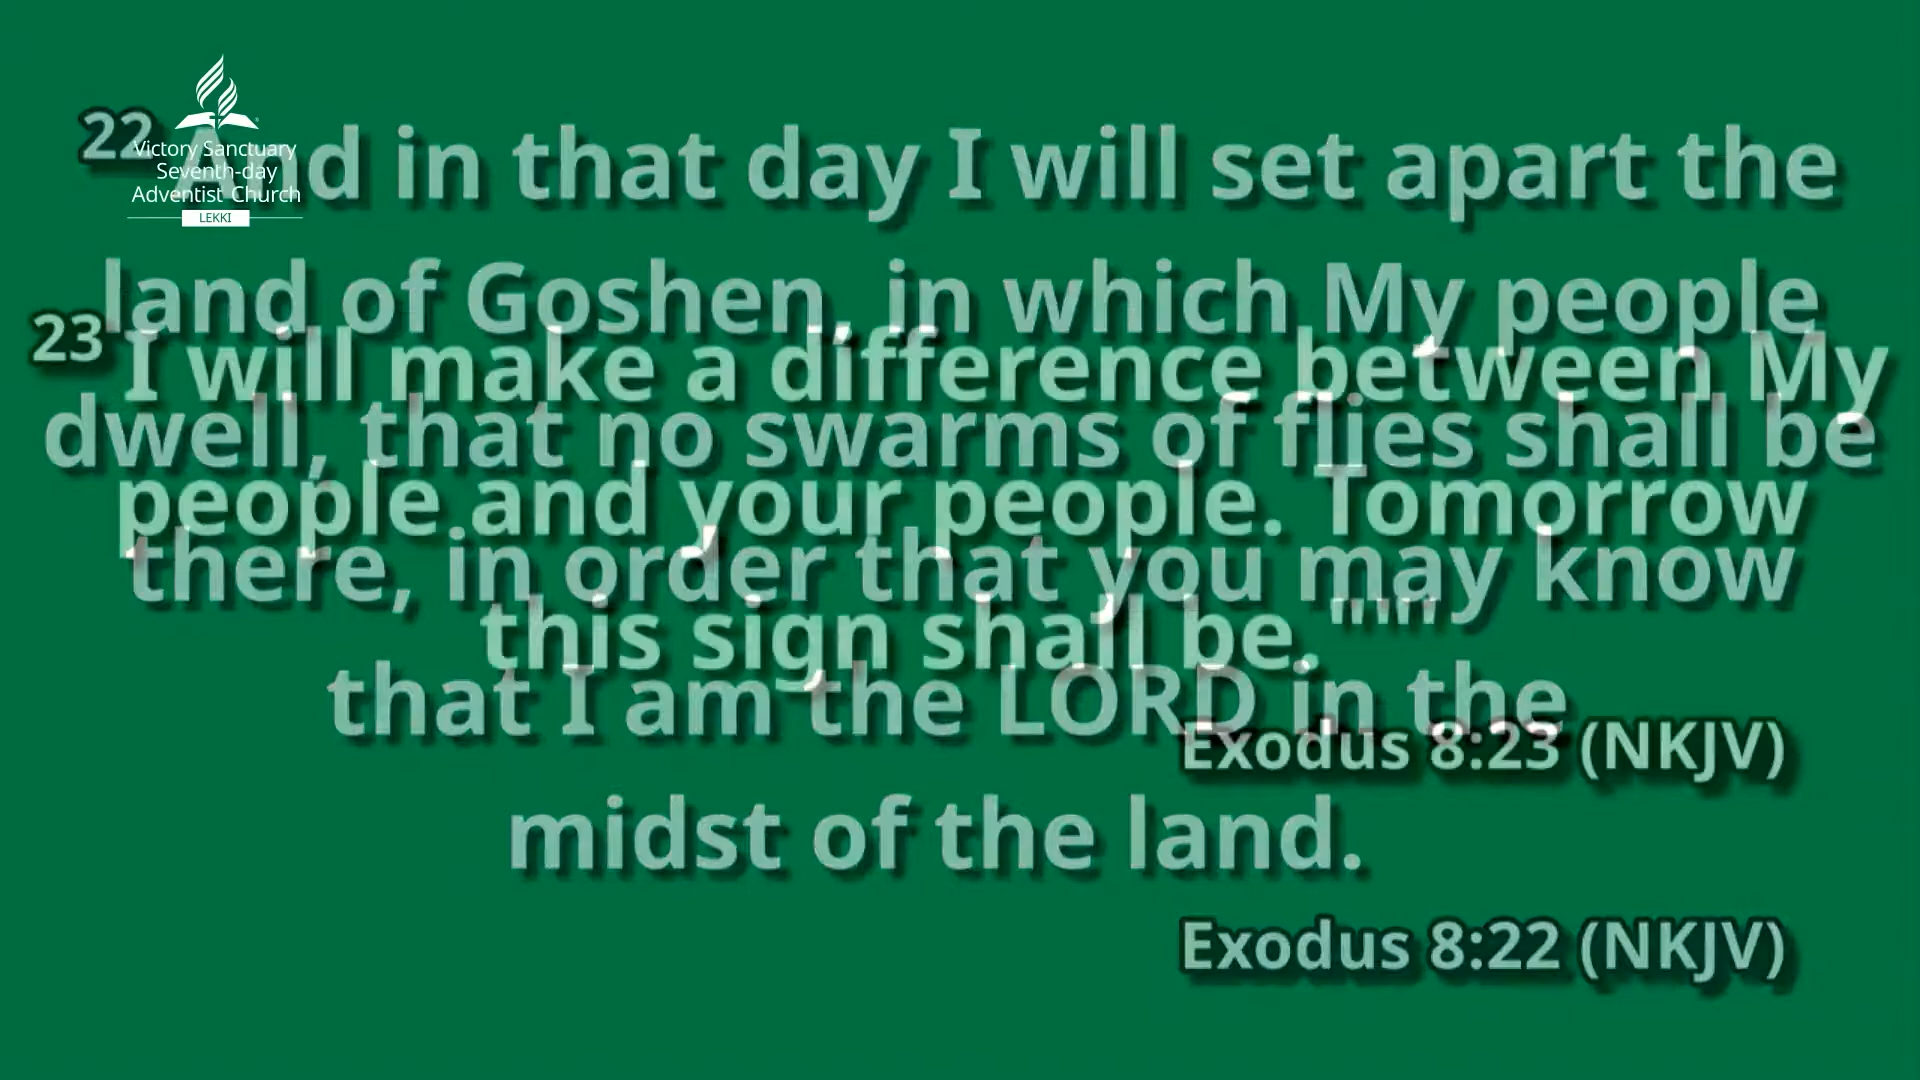 Victory Sanctuary
Seventh-day
Adventist Church
LEKKI
22 And in that day I will set apart the
land of Goshen, in which My people
dwell, that no swarms of flies shall be
there, in order that you may know
that I am the LORD in the
midst of the land.
Exodus 8:22 (NKJV)
23 I will make a difference between My
people and your people. Tomorrow
this sign shall be. """
Exodus 8:23 (NKJV)